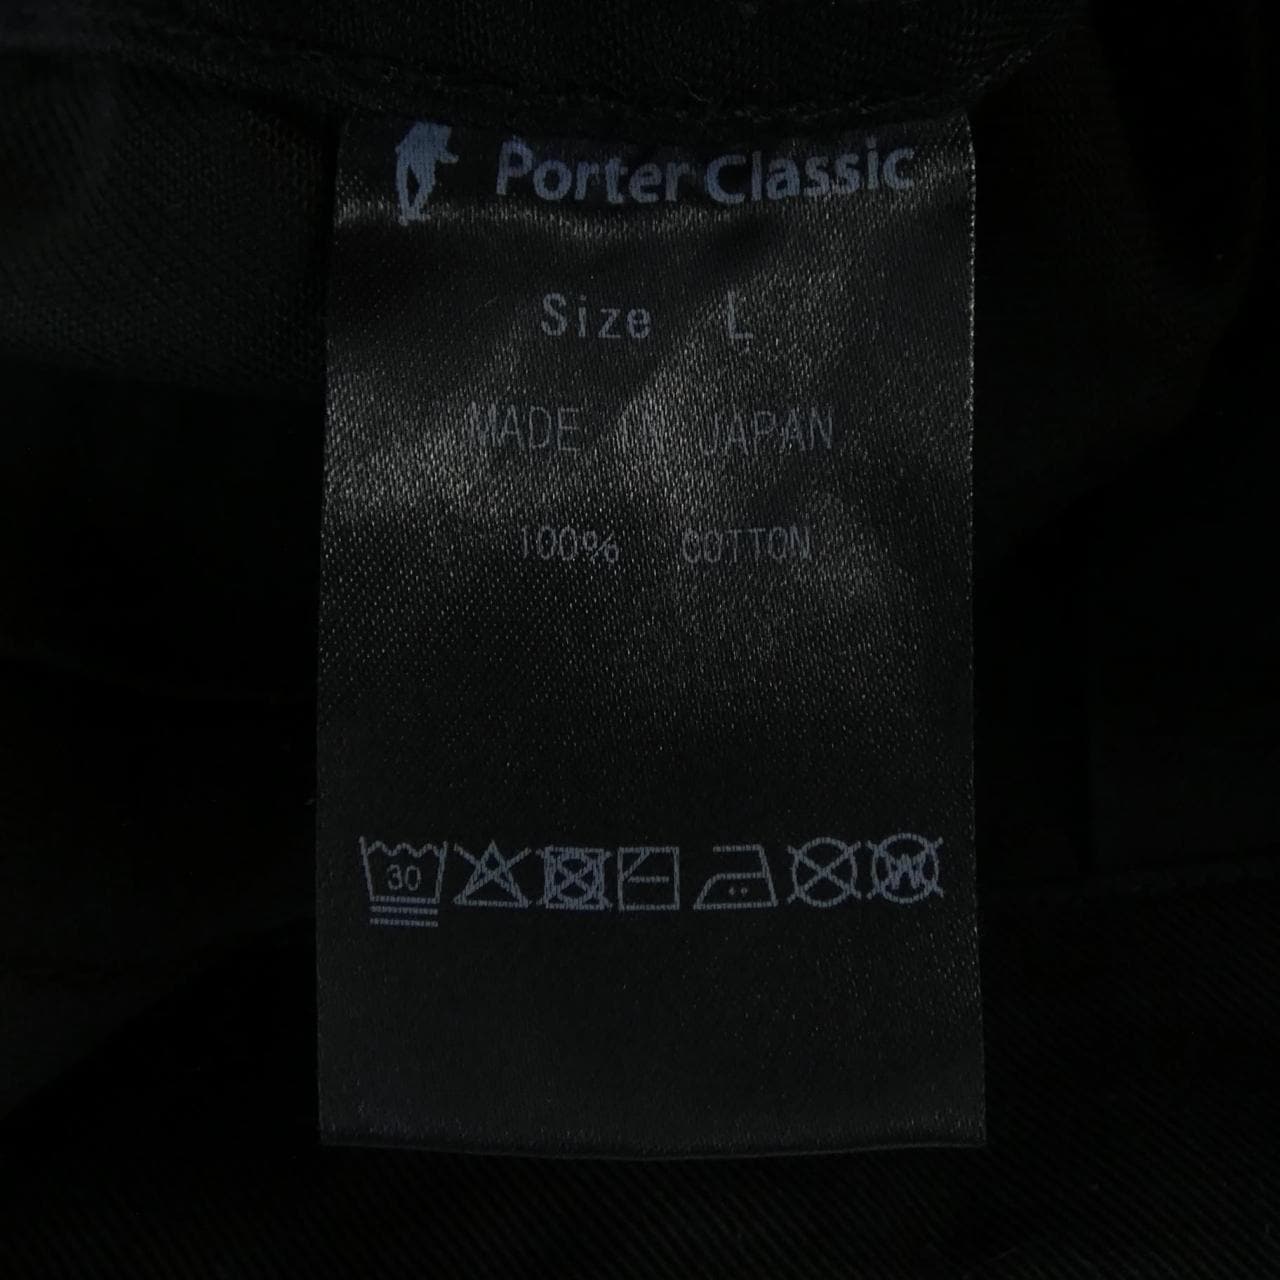 Porter Classic
Size L
MADE IN JAPAN
100% COTTON
30
W